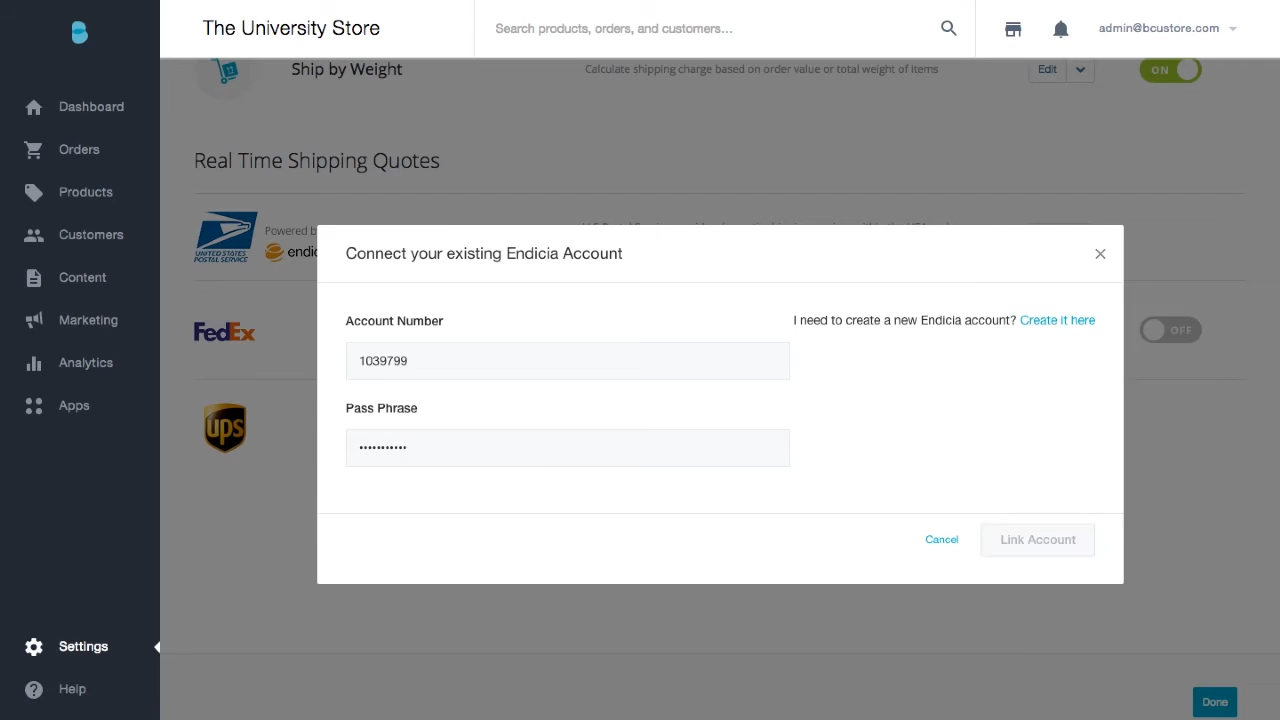 The University Store
Search products, orders, and customers...
admin@bcustore.com
Dashboard
Orders
Products
Customers
Content
Marketing
Analytics
Apps
Settings
Help
Ship by Weight
Calculate shipping charge based on order value or total weight of items
Edit
ON
Real Time Shipping Quotes
UNITED STATES
POSTAL SERVICE
Powered b
endic
FedEx
OFF
ups
Connect your existing Endicia Account
Account Number
I need to create a new Endicia account? Create it here
1039799
Pass Phrase
•••••••••••
Cancel
Link Account
Done